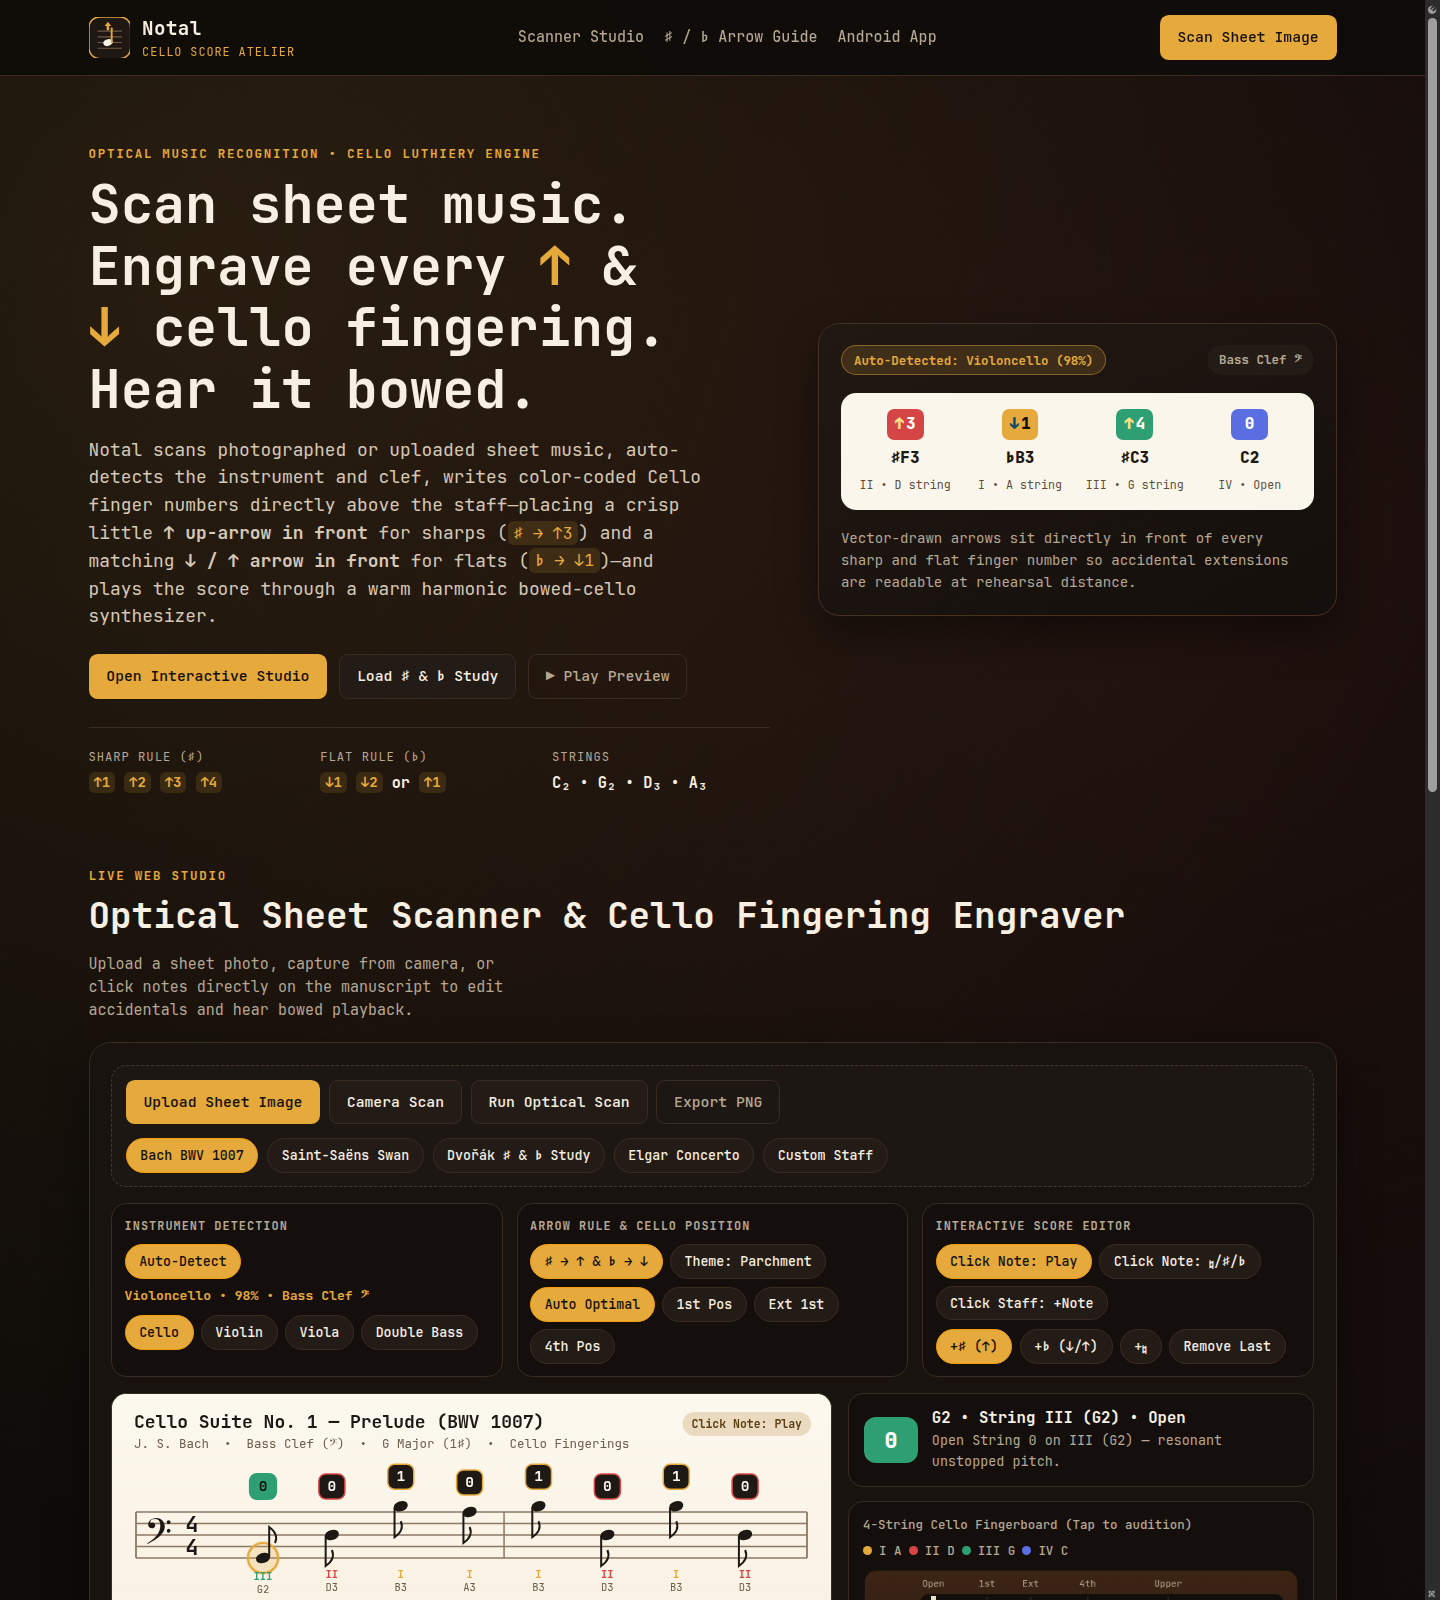 Notal
CELLO SCORE ATELIER
Scanner Studio ♯ / ♭ Arrow Guide Android App
Scan Sheet Image
OPTICAL MUSIC RECOGNITION • CELLO LUTHIERY ENGINE
Scan sheet music.
Engrave every ↑ &
↓ cello fingering.
Hear it bowed.
Notal scans photographed or uploaded sheet music, auto-
detects the instrument and clef, writes color-coded Cello
finger numbers directly above the staff—placing a crisp
little ↑ up-arrow in front for sharps (♯ → ↑3) and a
matching ↓ / ↑ arrow in front for flats (♭ → ↓1)—and
plays the score through a warm harmonic bowed-cello
synthesizer.
Open Interactive Studio
Load ♯ & ♭ Study
▶ Play Preview
SHARP RULE (♯)
↑1 ↑2 ↑3 ↑4
FLAT RULE (♭)
↓1 ↓2 or ↑1
STRINGS
C₂ • G₂ • D₃ • A₃
Auto-Detected: Violoncello (98%)
Bass Clef 𝄢
↑3 ↓1 ↑4 0
♯F3 ♭B3 ♯C3 C2
II • D string I • A string III • G string IV • Open
Vector-drawn arrows sit directly in front of every
sharp and flat finger number so accidental extensions
are readable at rehearsal distance.
LIVE WEB STUDIO
Optical Sheet Scanner & Cello Fingering Engraver
Upload a sheet photo, capture from camera, or
click notes directly on the manuscript to edit
accidentals and hear bowed playback.
Upload Sheet Image Camera Scan Run Optical Scan Export PNG
Bach BWV 1007 Saint-Saëns Swan Dvořák ♯ & ♭ Study Elgar Concerto Custom Staff
INSTRUMENT DETECTION
Auto-Detect
Violoncello • 98% • Bass Clef 𝄢
Cello Violin Viola Double Bass
ARROW RULE & CELLO POSITION
♯ → ↑ & ♭ → ↓ Theme: Parchment
Auto Optimal 1st Pos Ext 1st
4th Pos
INTERACTIVE SCORE EDITOR
Click Note: Play Click Note: ♮/♯/♭
Click Staff: +Note
+♯ (↑) +♭ (↓/↑) +♮ Remove Last
Cello Suite No. 1 — Prelude (BWV 1007)
Click Note: Play
J. S. Bach • Bass Clef (𝄢) • G Major (1♯) • Cello Fingerings
0 0 1 0 1 0 1 0
4
4
III II I I I II I II
G2 D3 B3 A3 B3 D3 B3 D3
0
G2 • String III (G2) • Open
Open String 0 on III (G2) — resonant
unstopped pitch.
4-String Cello Fingerboard (Tap to audition)
I A II D III G IV C
Open 1st Ext 4th Upper